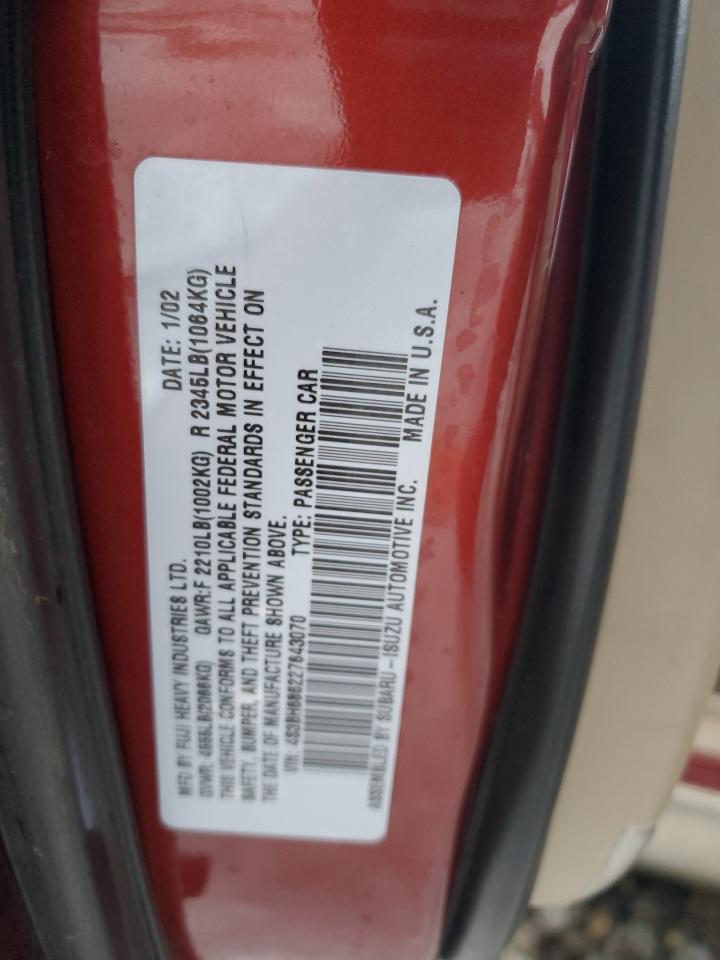 MFD BY FUJI HEAVY INDUSTRIES LTD. DATE: 1/02
GVWR: 4555LB(2066KG) GAWR:F 2210LB(1002KG) R 2345LB(1064KG)
THIS VEHICLE CONFORMS TO ALL APPLICABLE FEDERAL MOTOR VEHICLE
SAFETY, BUMPER, AND THEFT PREVENTION STANDARDS IN EFFECT ON
THE DATE OF MANUFACTURE SHOWN ABOVE.
VIN: 4S3BH686227643070 TYPE: PASSENGER CAR
ASSEMBLED BY SUBARU-ISUZU AUTOMOTIVE INC. MADE IN U.S.A.